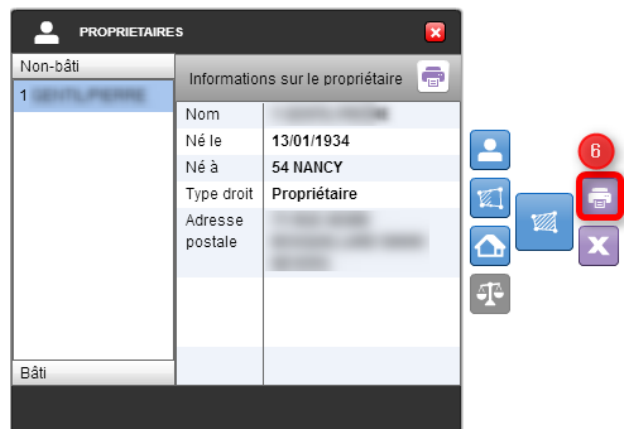 PROPRIETAIRES
Non-bâti
Informations sur le propriétaire
1
Nom
Né le 13/01/1934
Né à 54 NANCY
Type droit Propriétaire
Adresse
postale
Bâti
6